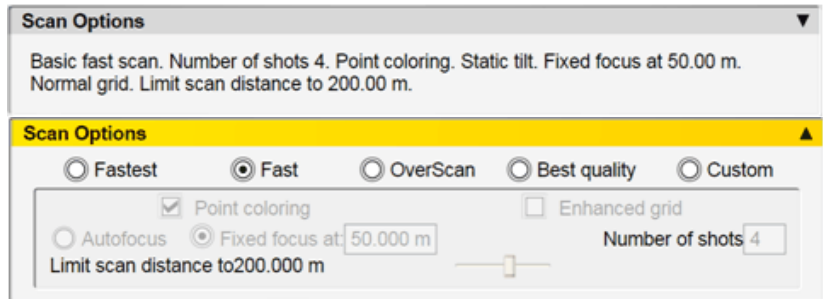 Scan Options
Basic fast scan. Number of shots 4. Point coloring. Static tilt. Fixed focus at 50.00 m.
Normal grid. Limit scan distance to 200.00 m.
Scan Options
Fastest Fast OverScan Best quality Custom
Point coloring Enhanced grid
Autofocus Fixed focus at: 50.000 m Number of shots 4
Limit scan distance to200.000 m